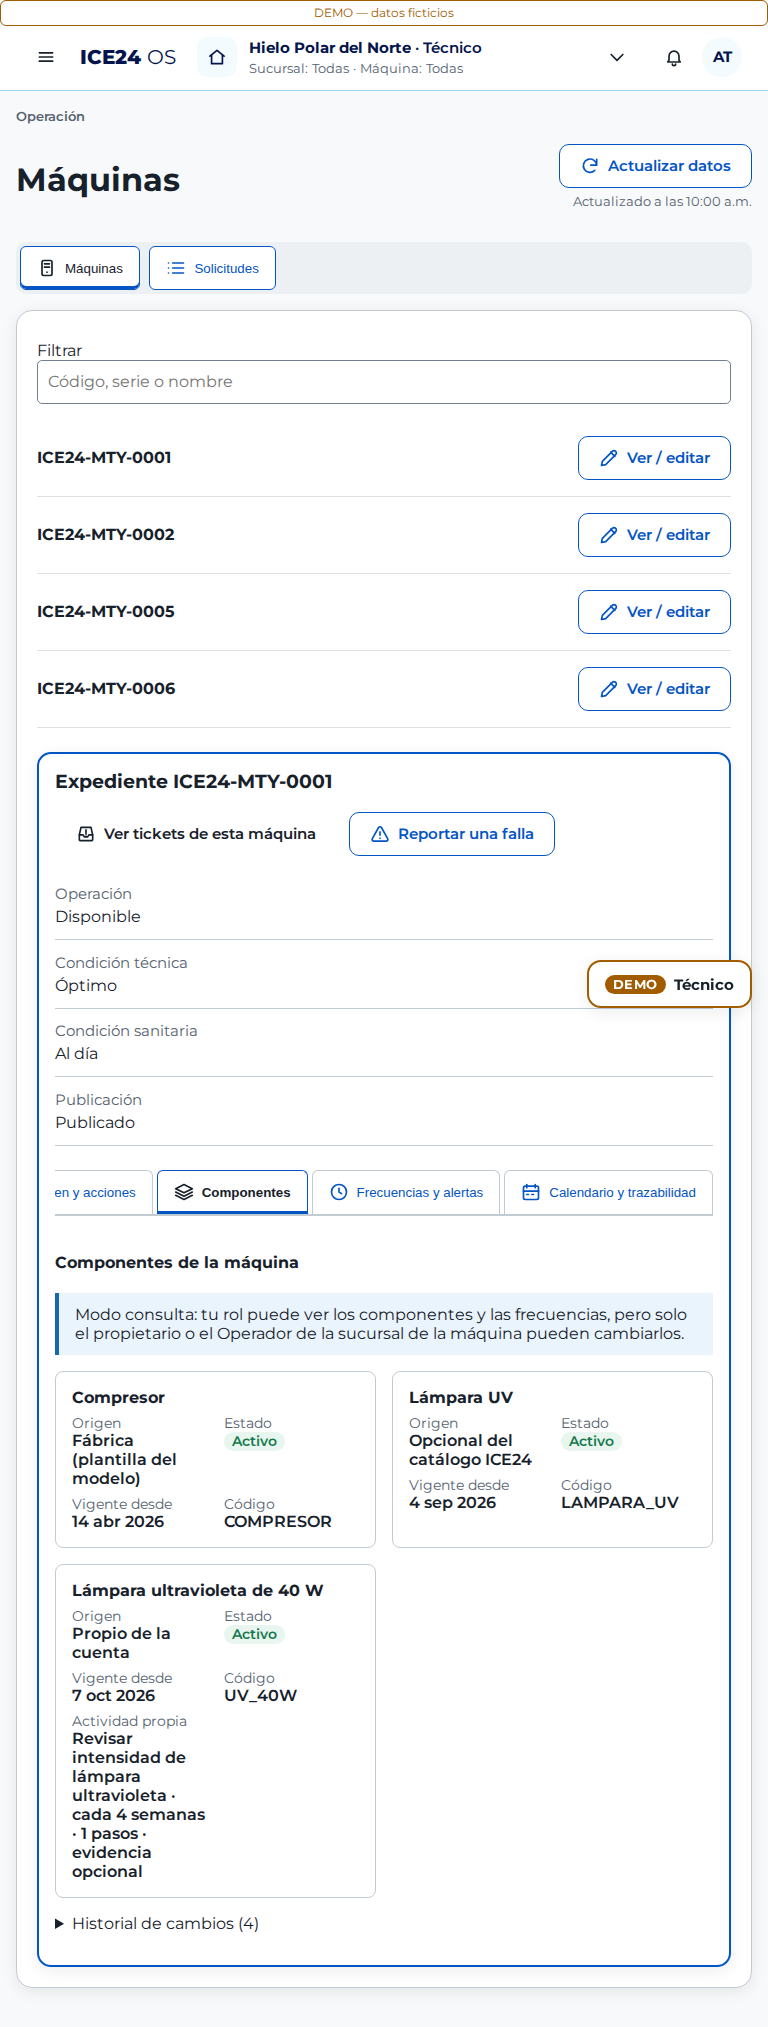 DEMO — datos ficticios
ICE24 OS
Hielo Polar del Norte · Técnico
Sucursal: Todas · Máquina: Todas
AT
Operación
Máquinas
Actualizar datos
Actualizado a las 10:00 a.m.
Máquinas
Solicitudes
Filtrar
Código, serie o nombre
ICE24-MTY-0001
Ver / editar
ICE24-MTY-0002
Ver / editar
ICE24-MTY-0005
Ver / editar
ICE24-MTY-0006
Ver / editar
Expediente ICE24-MTY-0001
Ver tickets de esta máquina
Reportar una falla
Operación
Disponible
Condición técnica
Óptimo
DEMO Técnico
Condición sanitaria
Al día
Publicación
Publicado
en y acciones
Componentes
Frecuencias y alertas
Calendario y trazabilidad
Componentes de la máquina
Modo consulta: tu rol puede ver los componentes y las frecuencias, pero solo
el propietario o el Operador de la sucursal de la máquina pueden cambiarlos.
Compresor
Origen
Fábrica
(plantilla del
modelo)
Estado
Activo
Vigente desde
14 abr 2026
Código
COMPRESOR
Lámpara UV
Origen
Opcional del
catálogo ICE24
Estado
Activo
Vigente desde
4 sep 2026
Código
LAMPARA_UV
Lámpara ultravioleta de 40 W
Origen
Propio de la
cuenta
Estado
Activo
Vigente desde
7 oct 2026
Código
UV_40W
Actividad propia
Revisar
intensidad de
lámpara
ultravioleta ·
cada 4 semanas
· 1 pasos ·
evidencia
opcional
Historial de cambios (4)